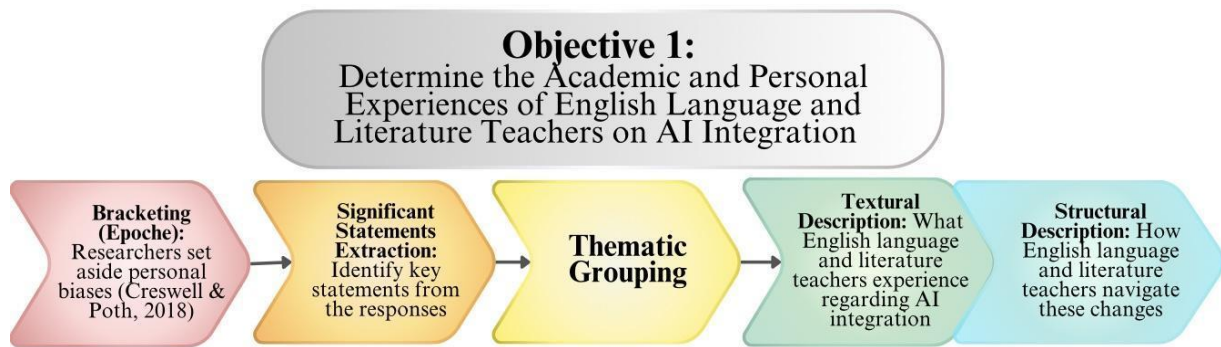 Objective 1:
Determine the Academic and Personal
Experiences of English Language and
Literature Teachers on AI Integration
Bracketing
(Epoche):
Researchers set
aside personal
biases (Creswell &
Poth, 2018)
Significant
Statements
Extraction:
Identify key
statements from
the responses
Thematic
Grouping
Textural
Description: What
English language
and literature
teachers experience
regarding AI
integration
Structural
Description: How
English language
and literature
teachers navigate
these changes